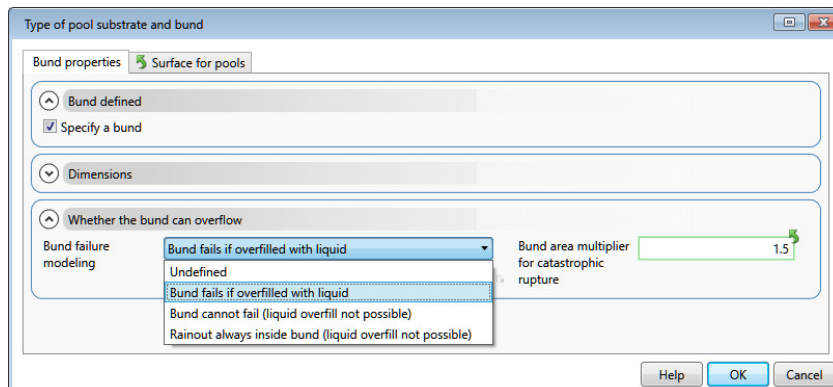 Type of pool substrate and bund
Bund properties
Surface for pools
Bund defined
Specify a bund
Dimensions
Whether the bund can overflow
Bund failure
modeling
Bund fails if overfilled with liquid
Bund area multiplier
for catastrophic
rupture
1.5
Undefined
Bund fails if overfilled with liquid
Bund cannot fail (liquid overfill not possible)
Rainout always inside bund (liquid overfill not possible)
Help
OK
Cancel